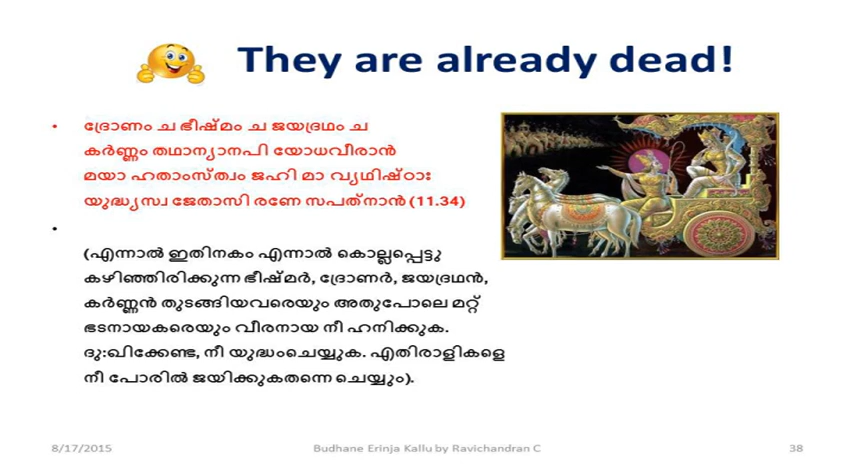 They are already dead!
• ദ്രോണം ച ഭീഷ്മം ച ജയദ്രഥം ച
കർണ്ണം തഥാന്യാനപി യോധവീരാൻ
മയാ ഹതാംസ്ത്വം ജഹി മാ വ്യഥിഷ്ഠാഃ
യുദ്ധ്യസ്വ ജേതാസി രണേ സപത്നാൻ (11.34)
•
(എന്നാൽ ഇതിനകം എന്നാൽ കൊല്ലപ്പെട്ടു
കഴിഞ്ഞിരിക്കുന്ന ഭീഷ്മർ, ദ്രോണർ, ജയദ്രഥൻ,
കർണ്ണൻ തുടങ്ങിയവരെയും അതുപോലെ മറ്റ്
ഭടനായകരെയും വീരനായ നീ ഹനിക്കുക.
ദു:ഖിക്കേണ്ട, നീ യുദ്ധംചെയ്യുക. എതിരാളികളെ
നീ പോരിൽ ജയിക്കുകതന്നെ ചെയ്യും).
8/17/2015
Budhane Erinja Kallu by Ravichandran C
38